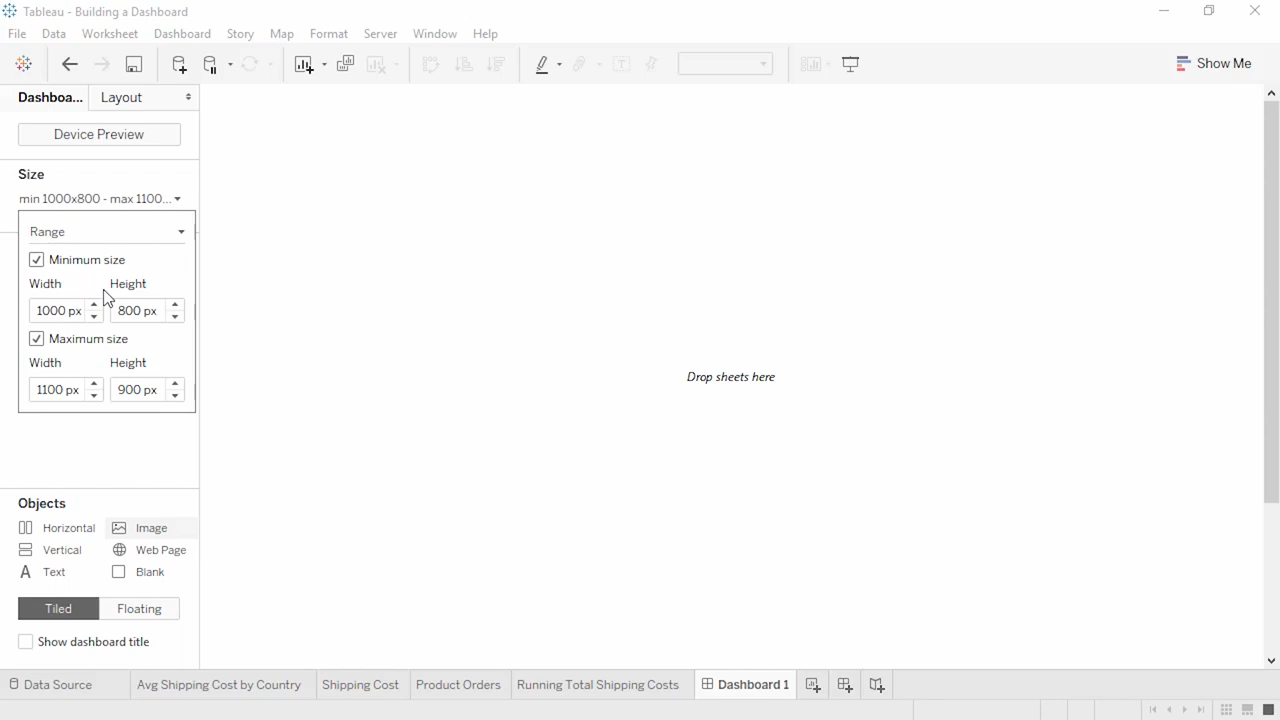 Tableau - Building a Dashboard
File Data Worksheet Dashboard Story Map Format Server Window Help
Show Me
Dashboa... Layout
Device Preview
Size
min 1000x800 - max 1100...
Range
Minimum size
Width Height
1000 px 800 px
Maximum size
Width Height
1100 px 900 px
Drop sheets here
Objects
Horizontal Image
Vertical Web Page
A Text Blank
Tiled Floating
Show dashboard title
Data Source Avg Shipping Cost by Country Shipping Cost Product Orders Running Total Shipping Costs Dashboard 1